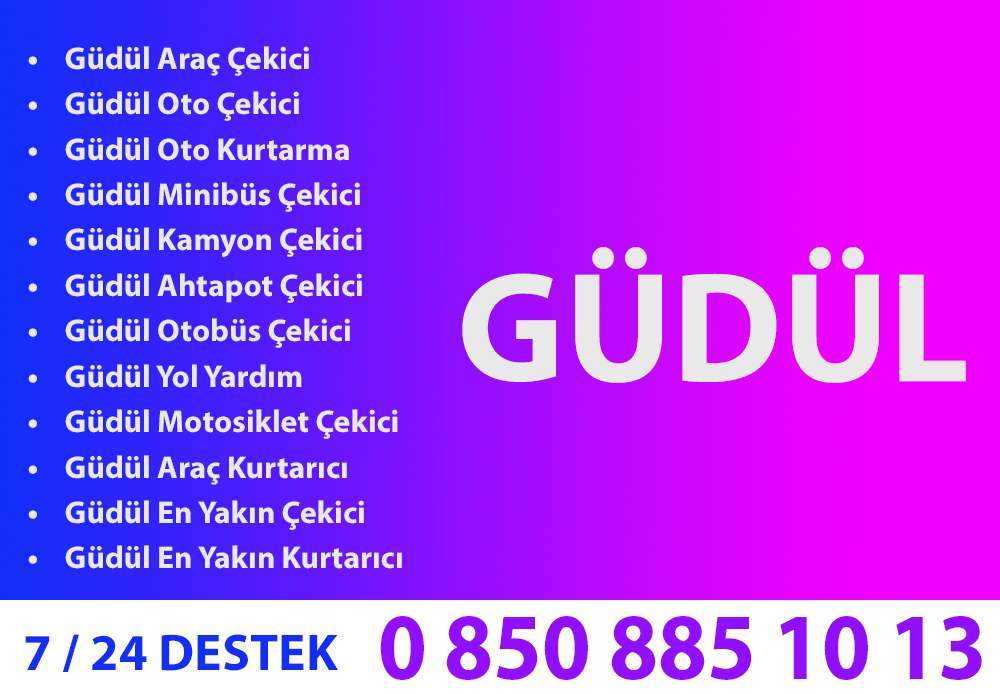 • Güdül Araç Çekici
• Güdül Oto Çekici
• Güdül Oto Kurtarma
• Güdül Minibüs Çekici
• Güdül Kamyon Çekici
• Güdül Ahtapot Çekici
• Güdül Otobüs Çekici
• Güdül Yol Yardım
• Güdül Motosiklet Çekici
• Güdül Araç Kurtarıcı
• Güdül En Yakın Çekici
• Güdül En Yakın Kurtarıcı
GÜDÜL
7 / 24 DESTEK
0 850 885 10 13